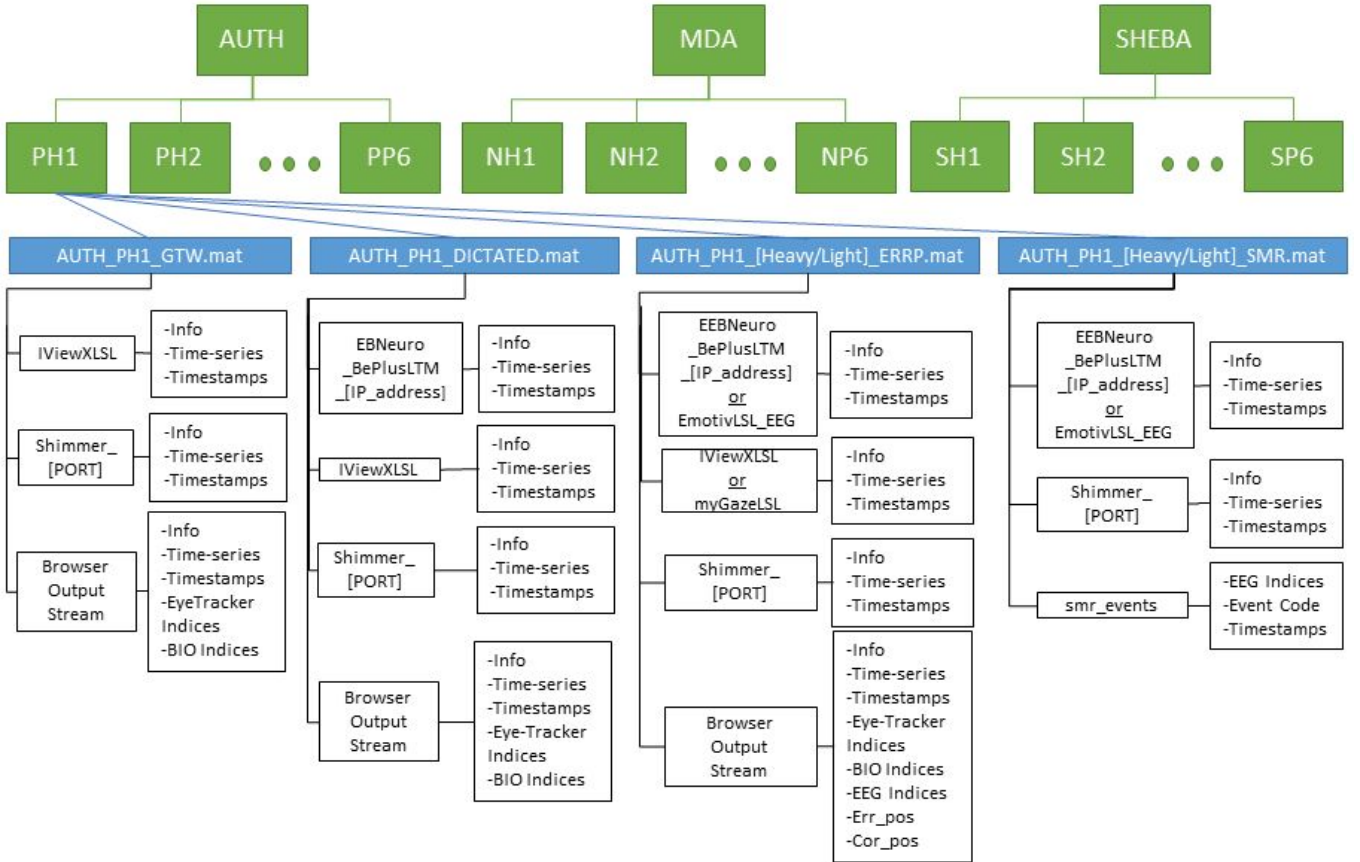 AUTH
MDA
SHEBA
PH1
PH2
PP6
NH1
NH2
NP6
SH1
SH2
SP6
AUTH_PH1_GTW.mat
IViewXLSL
-Info
-Time-series
-Timestamps
Shimmer_
[PORT]
-Info
-Time-series
-Timestamps
Browser
Output
Stream
-Info
-Time-series
-Timestamps
-EyeTracker
Indices
-BIO Indices
AUTH_PH1_DICTATED.mat
EBNeuro
_BePlusLTM
_[IP_address]
-Info
-Time-series
-Timestamps
IViewXLSL
-Info
-Time-series
-Timestamps
Shimmer_
[PORT]
-Info
-Time-series
-Timestamps
Browser
Output
Stream
-Info
-Time-series
-Timestamps
-Eye-Tracker
Indices
-BIO Indices
AUTH_PH1_[Heavy/Light]_ERRP.mat
EEBNeuro
_BePlusLTM
_[IP_address]
or
EmotivLSL_EEG
-Info
-Time-series
-Timestamps
IViewXLSL
or
myGazeLSL
-Info
-Time-series
-Timestamps
Shimmer_
[PORT]
-Info
-Time-series
-Timestamps
Browser
Output
Stream
-Info
-Time-series
-Timestamps
-Eye-Tracker
Indices
-BIO Indices
-EEG Indices
-Err_pos
-Cor_pos
AUTH_PH1_[Heavy/Light]_SMR.mat
EEBNeuro
_BePlusLTM
_[IP_address]
or
EmotivLSL_EEG
-Info
-Time-series
-Timestamps
Shimmer_
[PORT]
-Info
-Time-series
-Timestamps
smr_events
-EEG Indices
-Event Code
-Timestamps